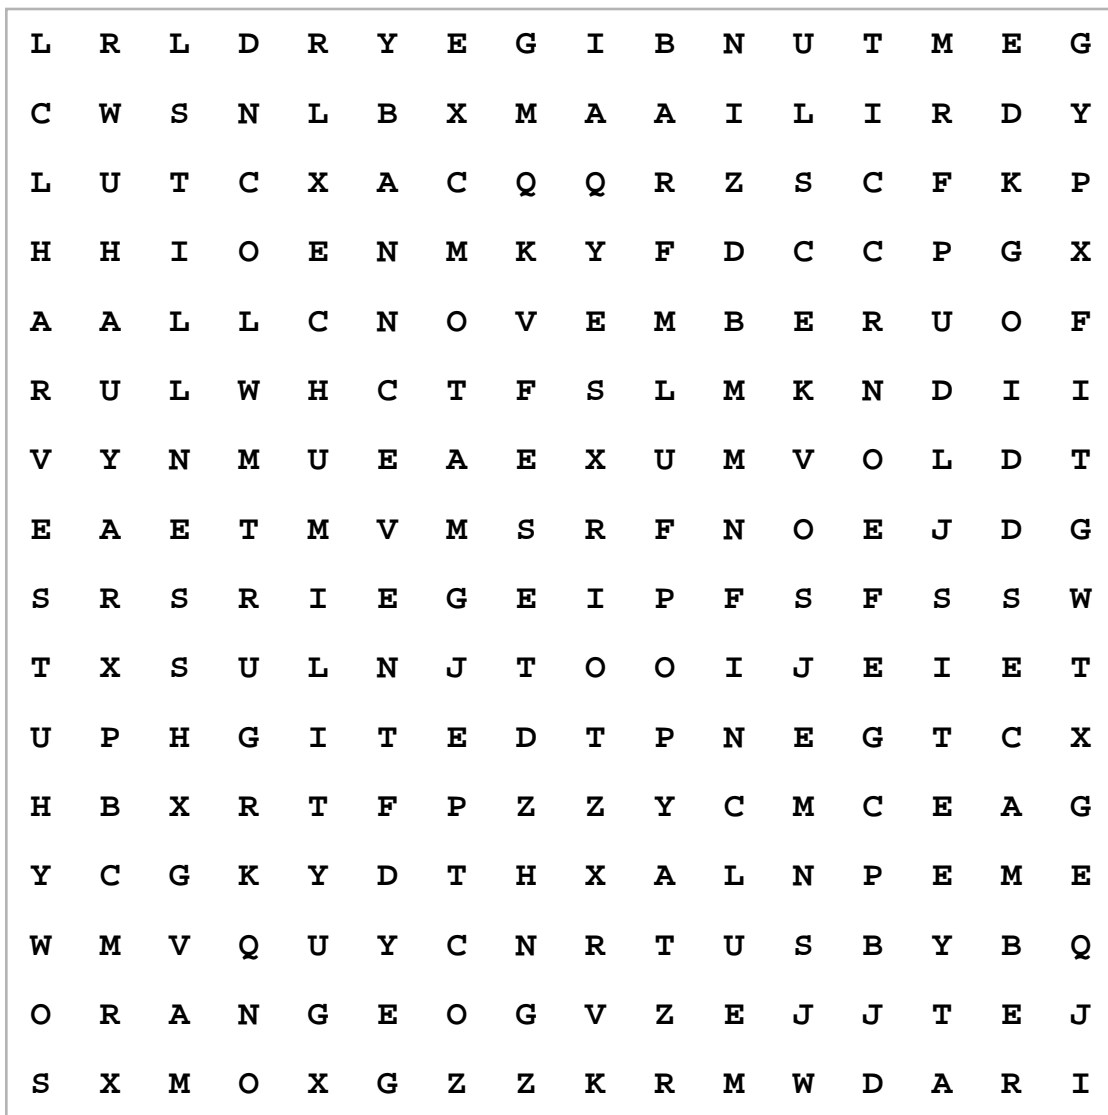 L R L D R Y E G I B N U T M E G
C W S N L B X M A A I L I R D Y
L U T C X A C Q Q R Z S C F K P
H H I O E N M K Y F D C C P G X
A A L L C N O V E M B E R U O F
R U L W H C T F S L M K N D I I
V Y N M U E A E X U M V O L D T
E A E T M V M S R F N O E J D G
S R S R I E G E I P F S F S S W
T X S U L N J T O O I J E I E T
U P H G I T E D T P N E G T C X
H B X R T F P Z Z Y C M C E A G
Y C G K Y D T H X A L N P E M E
W M V Q U Y C N R T U S B Y B Q
O R A N G E O G V Z E J J T E J
S X M O X G Z Z K R M W D A R I